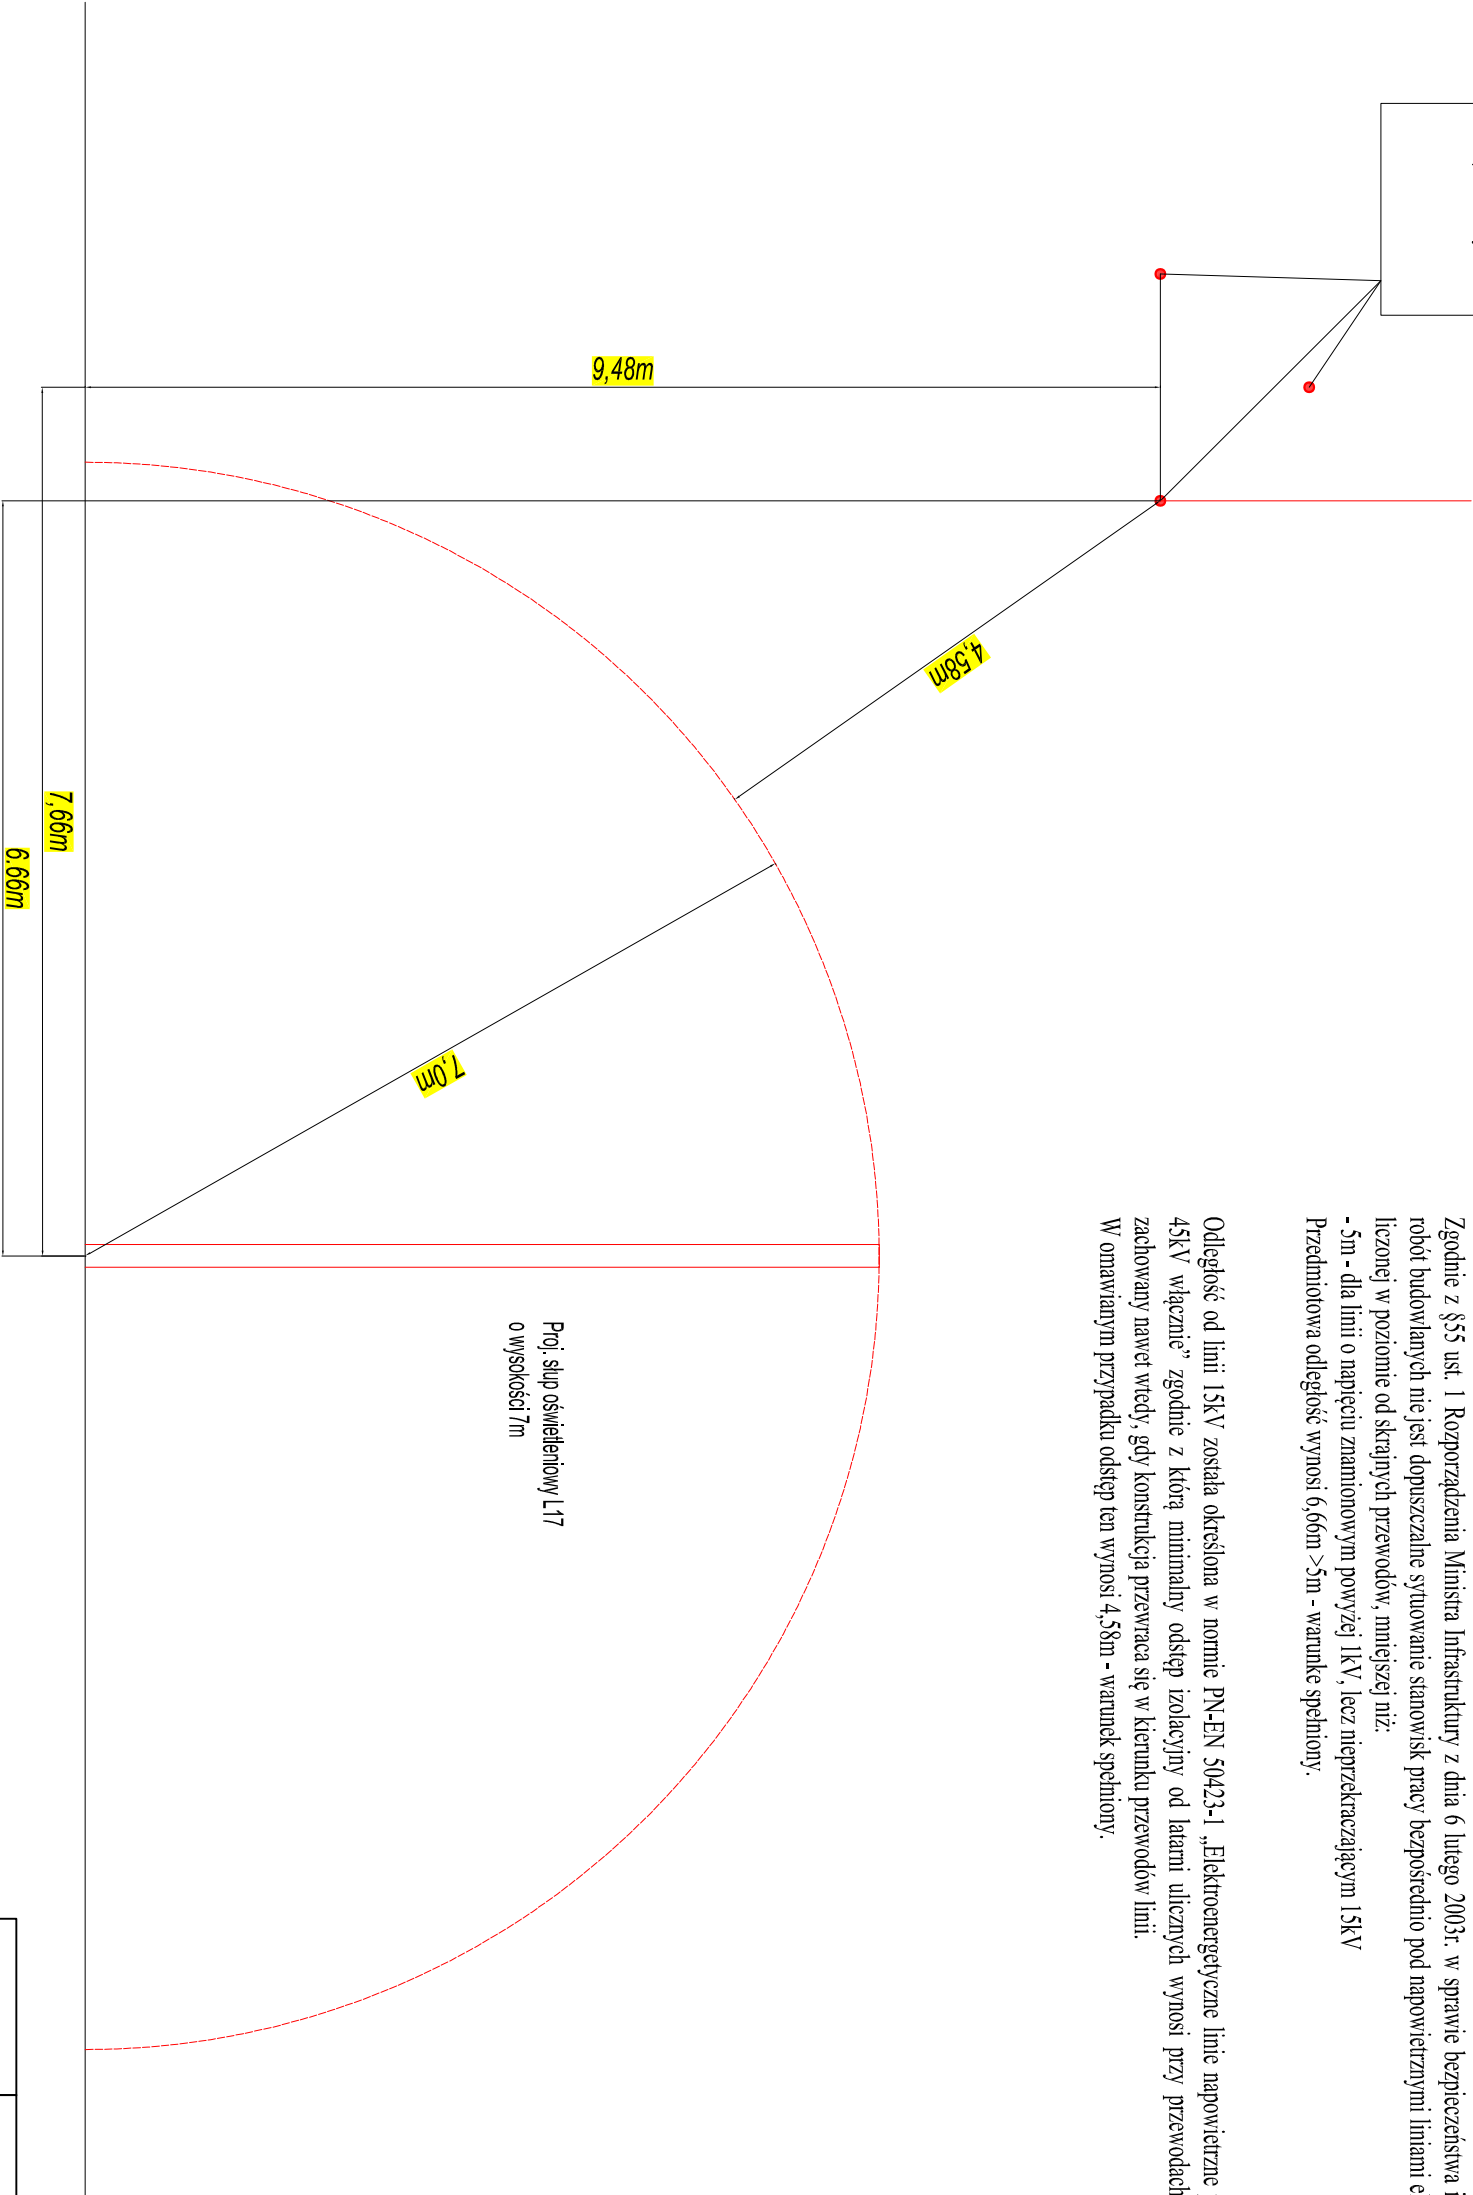 Zgodnie z §55 ust. 1 Rozporządzenia Ministra Infrastruktury z dnia 6 lutego 2003r. w sprawie bezpieczeństwa i
robót budowlanych nie jest dopuszczalne sytuowanie stanowisk pracy bezpośrednio pod napowietrznymi liniami e
liczonej w poziomie od skrajnych przewodów, mniejszej niż:
- 5m - dla linii o napięciu znamionowym powyżej 1kV, lecz nieprzekraczającym 15kV
Przedmiotowa odległość wynosi 6,66m >5m - warunke spełniony.
Odległość od linii 15kV została określona w normie PN-EN 50423-1 „Elektroenergetyczne linie napowietrzne
45kV włącznie” zgodnie z którą minimalny odstęp izolacyjny od latarni ulicznych wynosi przy przewodach
zachowany nawet wtedy, gdy konstrukcja przewraca się w kierunku przewodów linii.
W omawianym przypadku odstęp ten wynosi 4,58m - warunek spełniony.
9,48m
4,58m
7,0m
Proj. słup oświetleniowy L17
o wysokości 7m
7,66m
6.66m